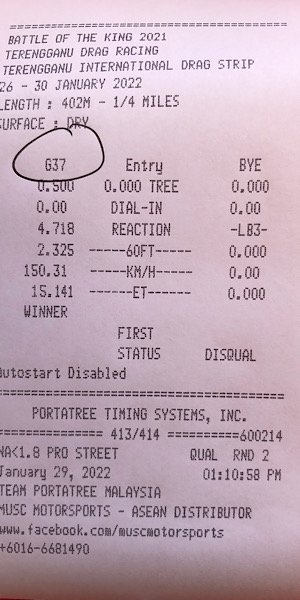 =================================
BATTLE OF THE KING 2021
TERENGGANU DRAG RACING
TERENGGANU INTERNATIONAL DRAG STRIP
26 - 30 JANUARY 2022
LENGTH : 402M - 1/4 MILES
SURFACE : DRY
G37 Entry BYE
0.500 0.000 TREE 0.000
0.00 DIAL-IN 0.00
4.718 REACTION -LB3-
2.325 -----60FT----- 0.000
150.31 -----KM/H----- 0.00
15.141 ------ET------ 0.000
WINNER
FIRST
STATUS DISQUAL
Autostart Disabled
=================================
PORTATREE TIMING SYSTEMS, INC.
============ 413/414 ==========600214
NA<1.8 PRO STREET QUAL RND 2
January 29, 2022 01:10:58 PM
TEAM PORTATREE MALAYSIA
MUSC MOTORSPORTS - ASEAN DISTRIBUTOR
www.facebook.com/muscmotorsports
+6016-6681490